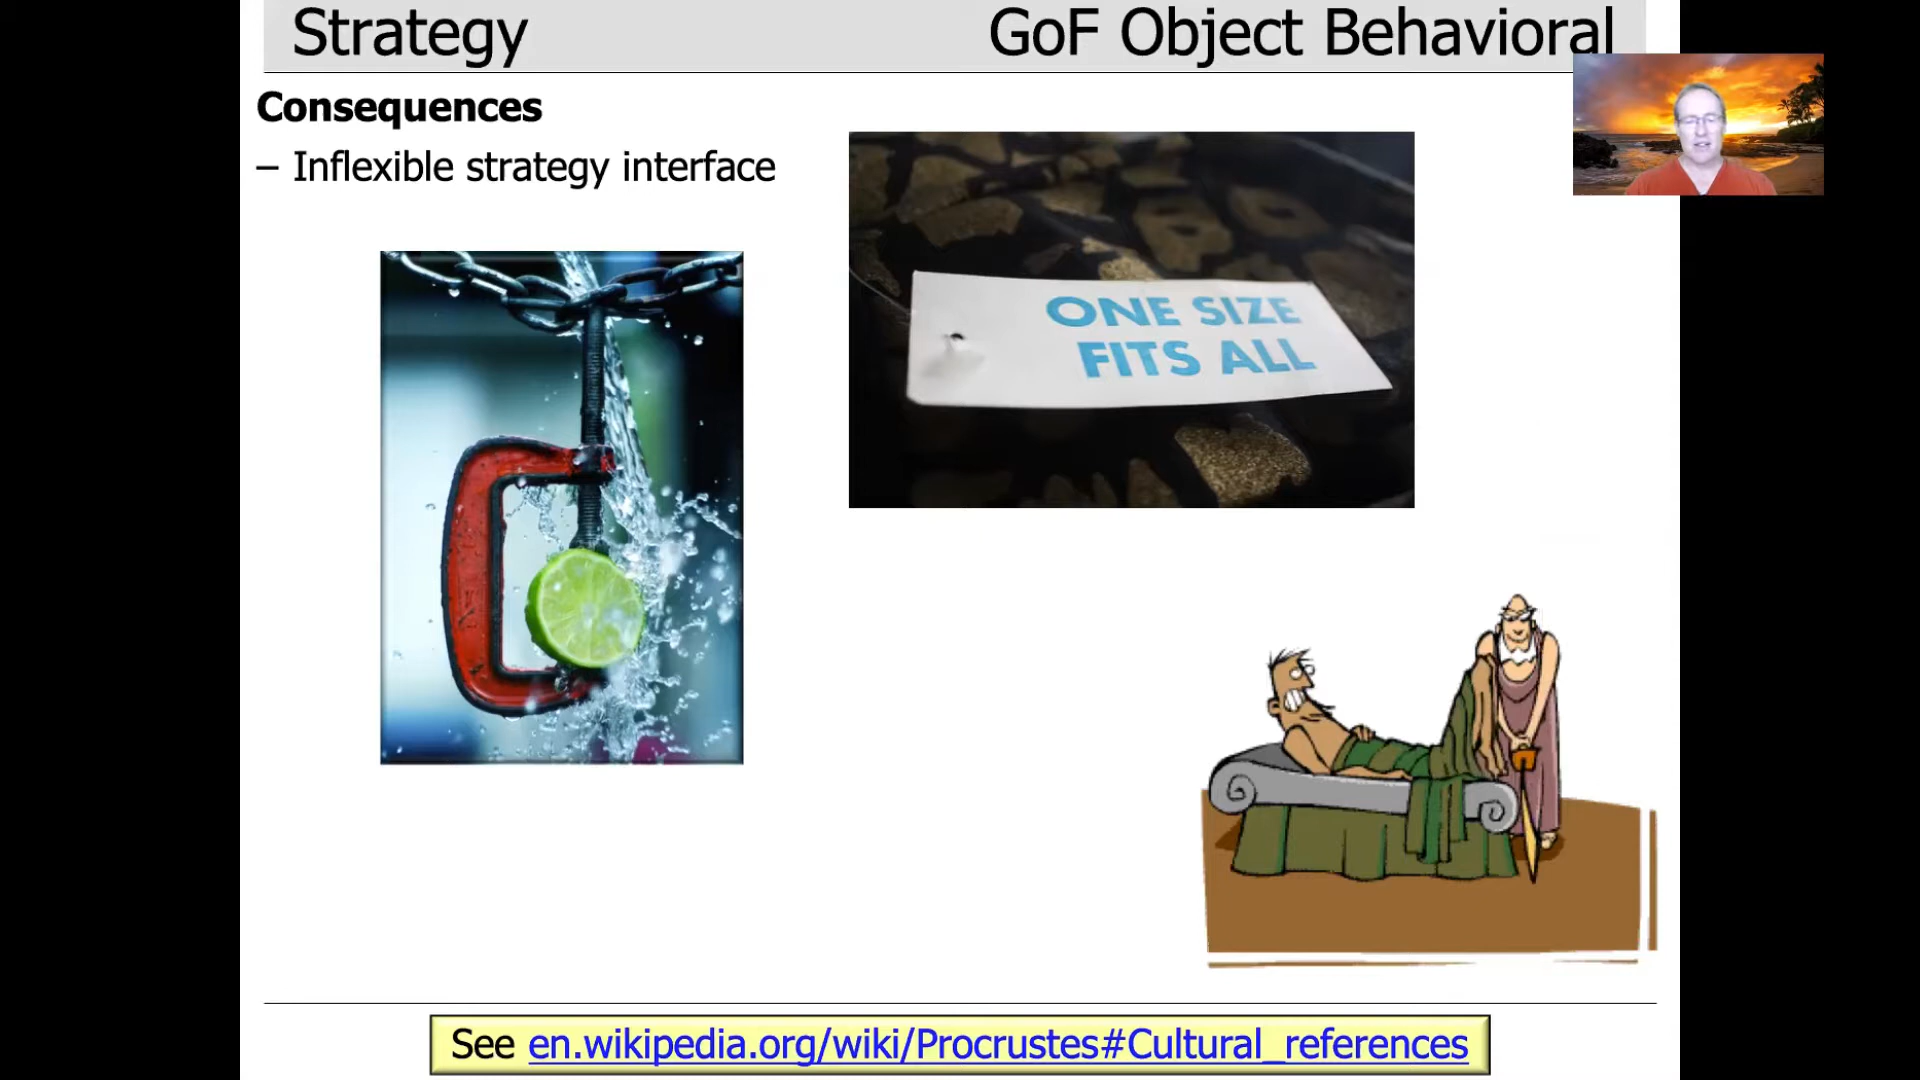 Strategy
GoF Object Behavioral
Consequences
– Inflexible strategy interface
ONE SIZE
FITS ALL
See en.wikipedia.org/wiki/Procrustes#Cultural_references